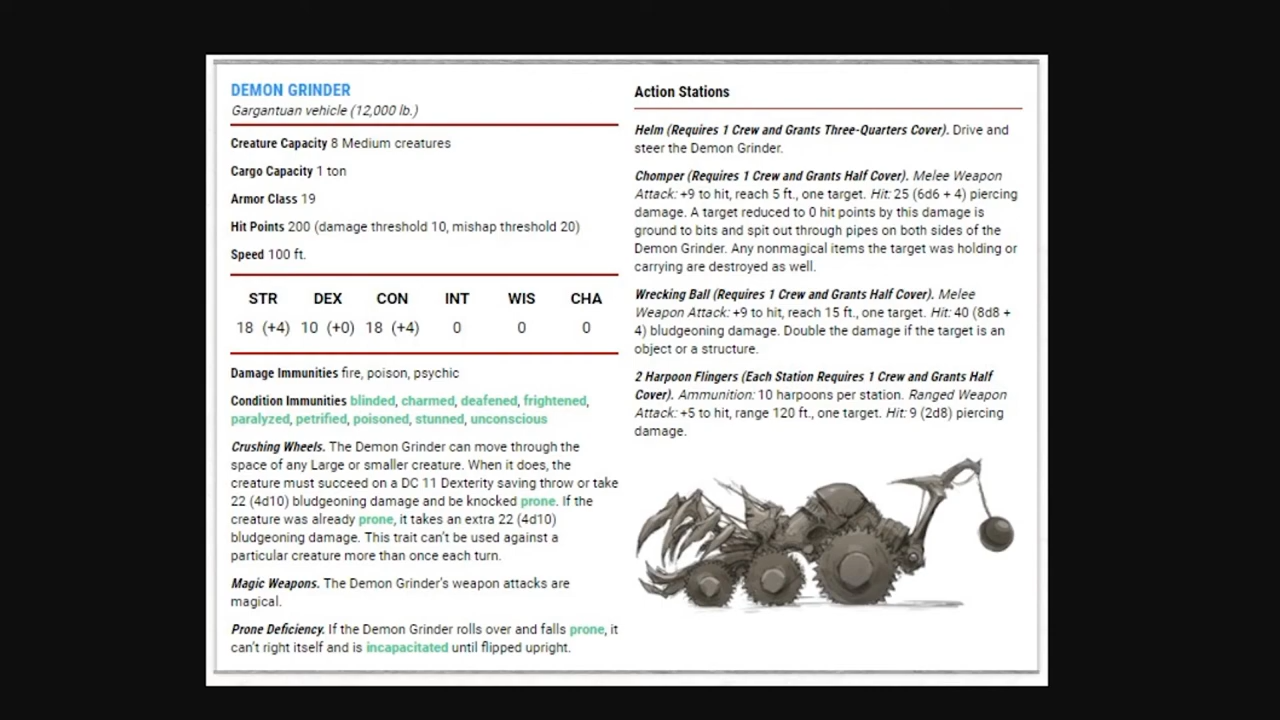 DEMON GRINDER
Gargantuan vehicle (12,000 lb.)
Creature Capacity 8 Medium creatures
Cargo Capacity 1 ton
Armor Class 19
Hit Points 200 (damage threshold 10, mishap threshold 20)
Speed 100 ft.
STR DEX CON INT WIS CHA
18 (+4) 10 (+0) 18 (+4) 0 0 0
Damage Immunities fire, poison, psychic
Condition Immunities blinded, charmed, deafened, frightened,
paralyzed, petrified, poisoned, stunned, unconscious
Crushing Wheels. The Demon Grinder can move through the
space of any Large or smaller creature. When it does, the
creature must succeed on a DC 11 Dexterity saving throw or take
22 (4d10) bludgeoning damage and be knocked prone. If the
creature was already prone, it takes an extra 22 (4d10)
bludgeoning damage. This trait can't be used against a
particular creature more than once each turn.
Magic Weapons. The Demon Grinder's weapon attacks are
magical.
Prone Deficiency. If the Demon Grinder rolls over and falls prone, it
can't right itself and is incapacitated until flipped upright.
Action Stations
Helm (Requires 1 Crew and Grants Three-Quarters Cover). Drive and
steer the Demon Grinder.
Chomper (Requires 1 Crew and Grants Half Cover). Melee Weapon
Attack: +9 to hit, reach 5 ft., one target. Hit: 25 (6d6 + 4) piercing
damage. A target reduced to 0 hit points by this damage is
ground to bits and spit out through pipes on both sides of the
Demon Grinder. Any nonmagical items the target was holding or
carrying are destroyed as well.
Wrecking Ball (Requires 1 Crew and Grants Half Cover). Melee
Weapon Attack: +9 to hit, reach 15 ft., one target. Hit: 40 (8d8 +
4) bludgeoning damage. Double the damage if the target is an
object or a structure.
2 Harpoon Flingers (Each Station Requires 1 Crew and Grants Half
Cover). Ammunition: 10 harpoons per station. Ranged Weapon
Attack: +5 to hit, range 120 ft., one target. Hit: 9 (2d8) piercing
damage.